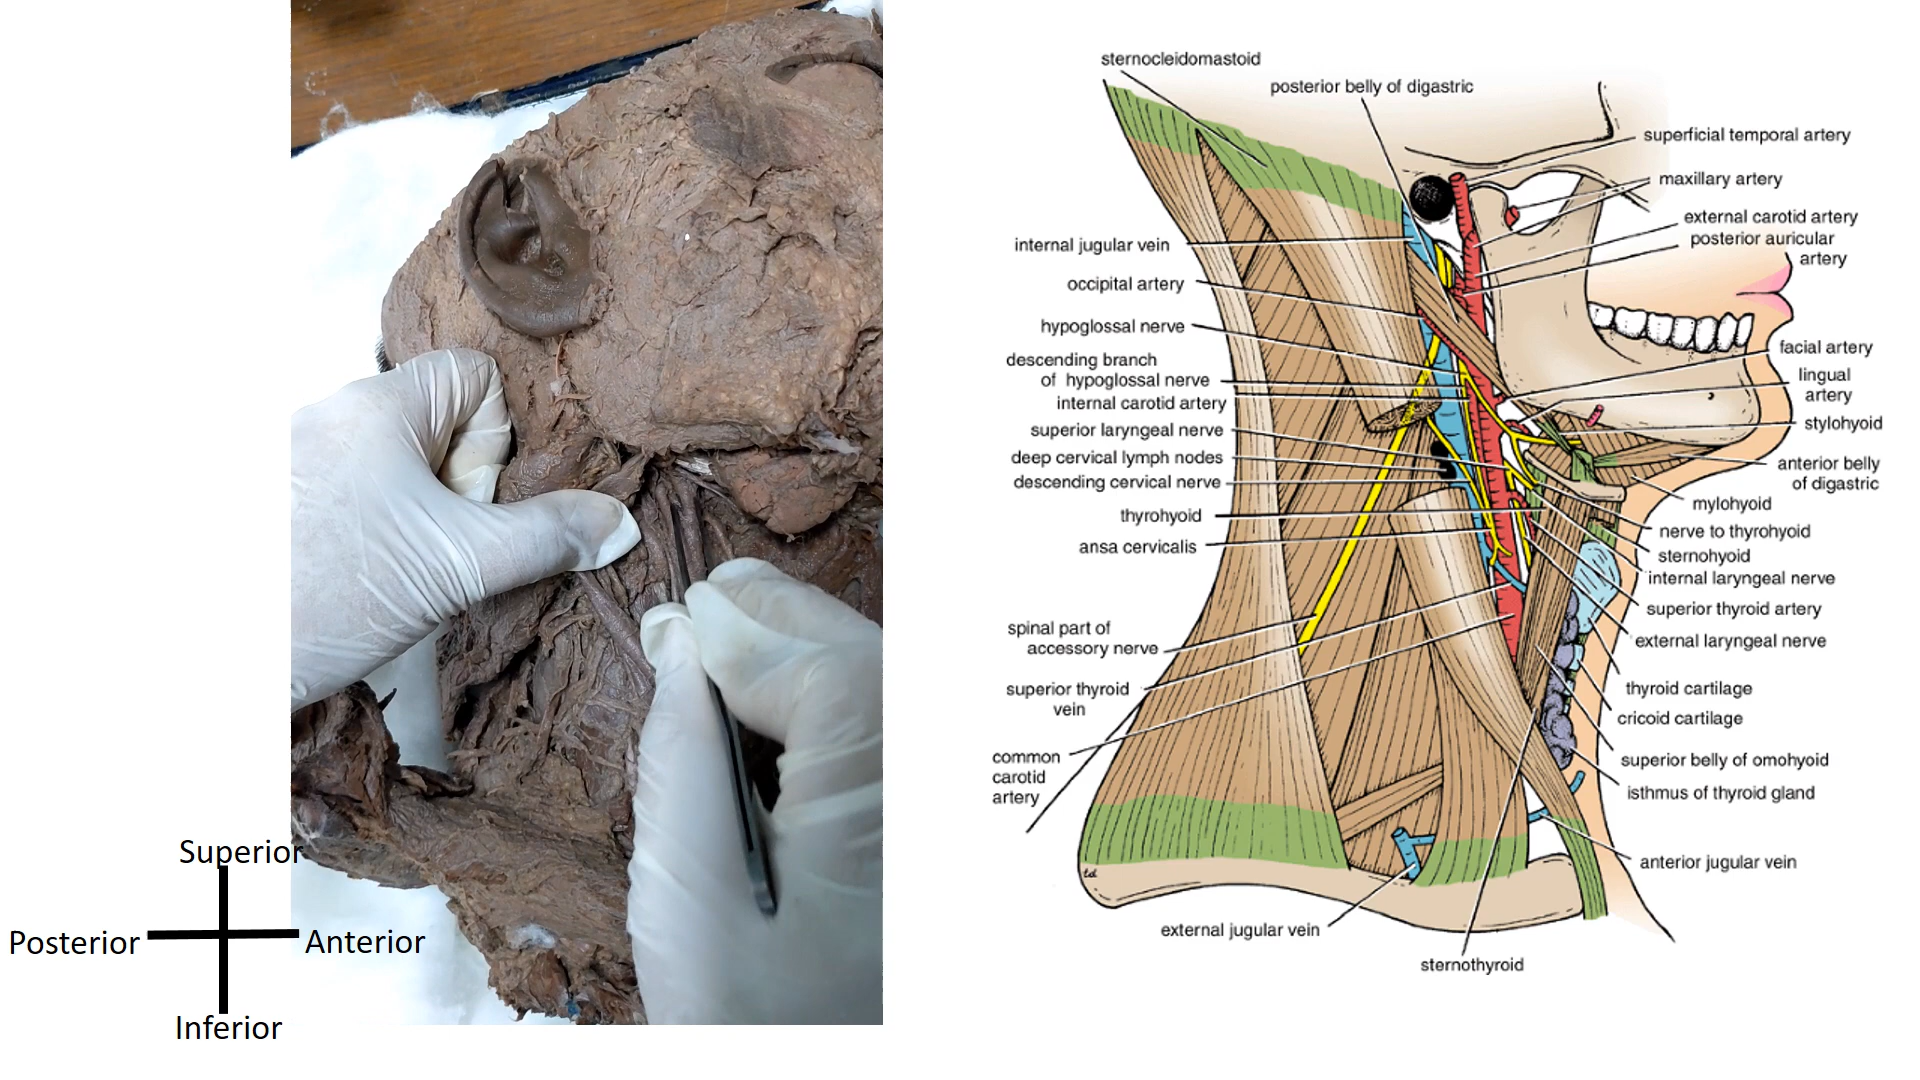 sternocleidomastoid
posterior belly of digastric
superficial temporal artery
maxillary artery
external carotid artery
posterior auricular
artery
internal jugular vein
occipital artery
hypoglossal nerve
descending branch
of hypoglossal nerve
internal carotid artery
superior laryngeal nerve
deep cervical lymph nodes
descending cervical nerve
thyrohyoid
ansa cervicalis
spinal part of
accessory nerve
superior thyroid
vein
common
carotid
artery
facial artery
lingual
artery
stylohyoid
anterior belly
of digastric
mylohyoid
nerve to thyrohyoid
sternohyoid
internal laryngeal nerve
superior thyroid artery
external laryngeal nerve
thyroid cartilage
cricoid cartilage
superior belly of omohyoid
isthmus of thyroid gland
anterior jugular vein
external jugular vein
sternothyroid
Superior
Posterior
Anterior
Inferior